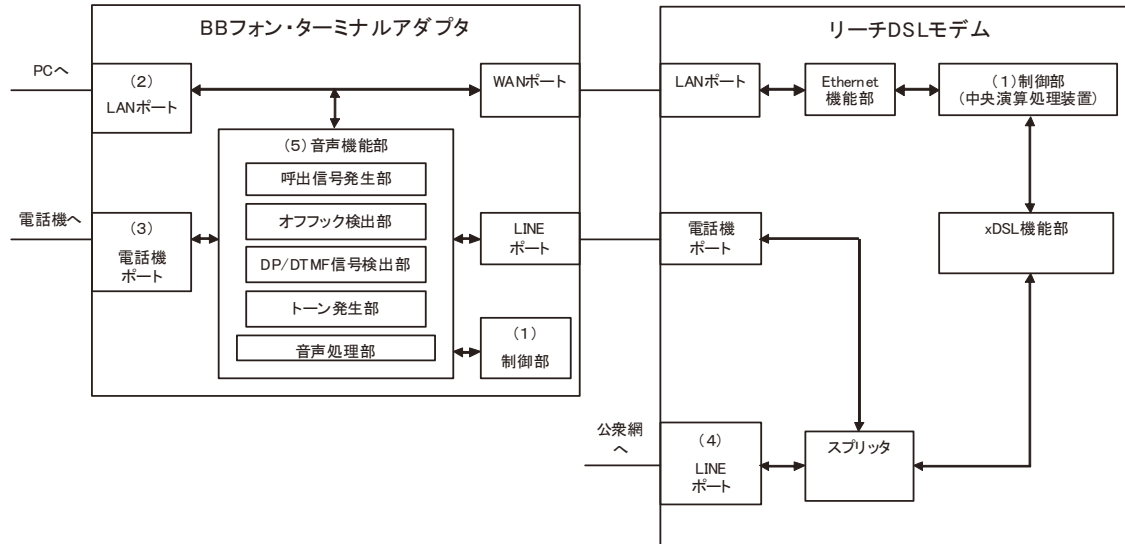 BBフォン・ターミナルアダプタ
PCへ
(2)
LANポート
WANポート
(5)音声機能部
呼出信号発生部
オフフック検出部
DP/DTMF信号検出部
トーン発生部
音声処理部
電話機へ
(3)
電話機
ポート
LINE
ポート
(1)
制御部
リーチDSLモデム
LANポート
Ethernet
機能部
(1)制御部
(中央演算処理装置)
電話機
ポート
xDSL機能部
公衆網
へ
(4)
LINE
ポート
スプリッタ